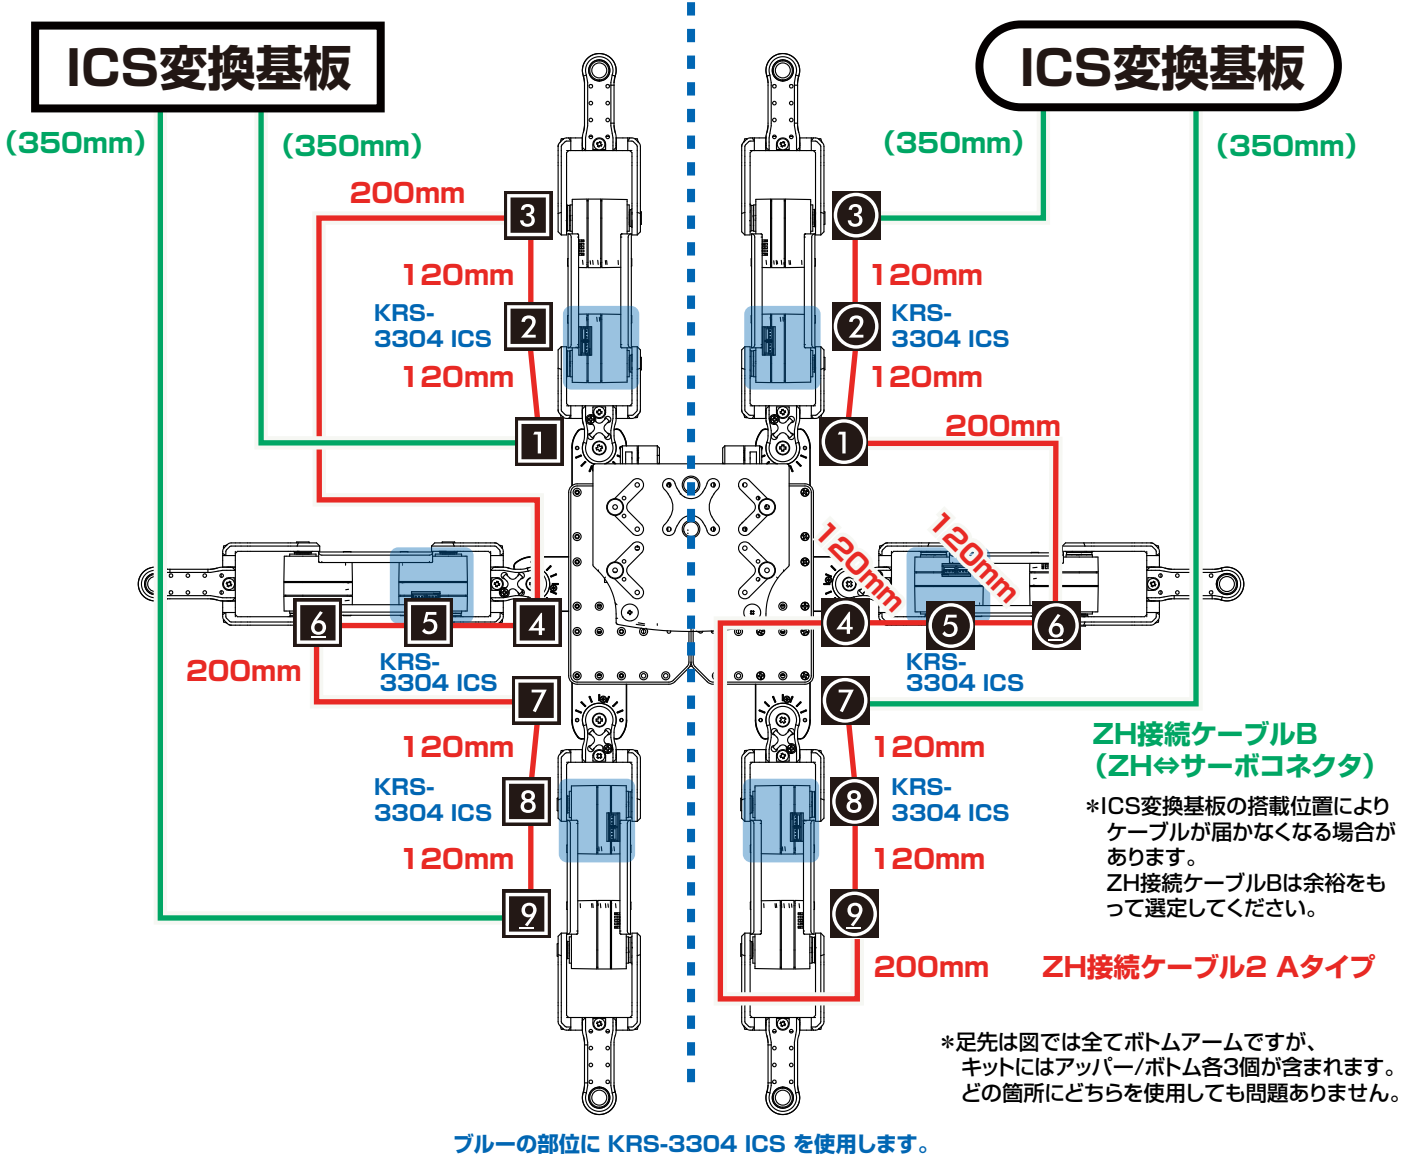 ICS変換基板
ICS変換基板
（350mm）
（350mm）
（350mm）
（350mm）
200mm
3
3
120mm
120mm
KRS-
3304 ICS
2
2
KRS-
3304 ICS
120mm
120mm
1
1
200mm
120mm
120mm
6
5
4
4
5
6
200mm
KRS-
3304 ICS
KRS-
3304 ICS
7
7
120mm
120mm
ZH接続ケーブルB
（ZH⇔サーボコネクタ）
KRS-
3304 ICS
8
8
KRS-
3304 ICS
*ICS変換基板の搭載位置により
ケーブルが届かなくなる場合が
あります。
ZH接続ケーブルBは余裕をも
って選定してください。
120mm
120mm
9
9
200mm
ZH接続ケーブル2 Aタイプ
*足先は図では全てボトムアームですが、
キットにはアッパー/ボトム各3個が含まれます。
どの箇所にどちらを使用しても問題ありません。
ブルーの部位に KRS-3304 ICS を使用します。